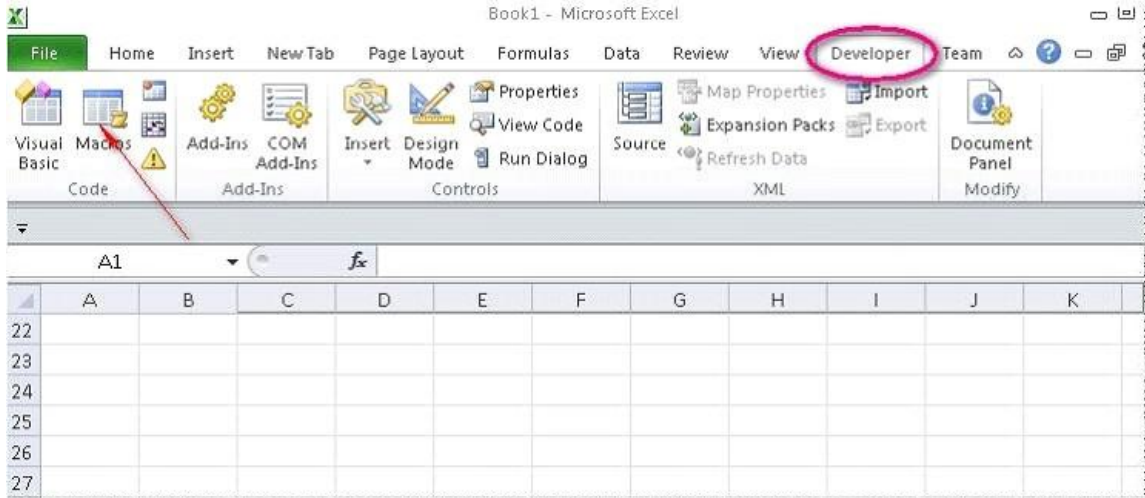 Book1 - Microsoft Excel
File Home Insert New Tab Page Layout Formulas Data Review View Developer Team
Visual Basic
Macros
Code
Add-Ins
COM Add-Ins
Add-Ins
Insert
Design Mode
Properties
View Code
Run Dialog
Controls
Source
Map Properties
Expansion Packs
Refresh Data
Import
Export
XML
Document Panel
Modify
A1 fx
A B C D E F G H I J K
22
23
24
25
26
27